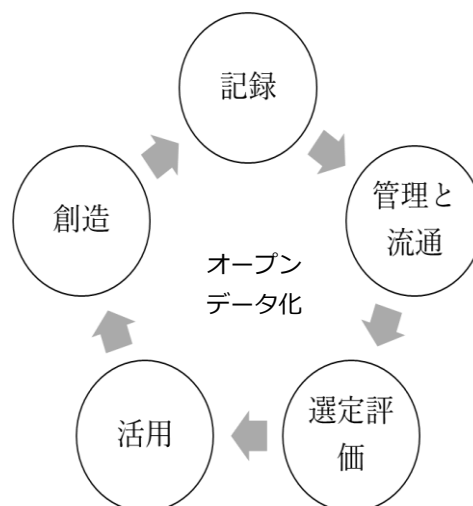 記録
管理と
流通
選定評
価
活用
創造
オープン
データ化